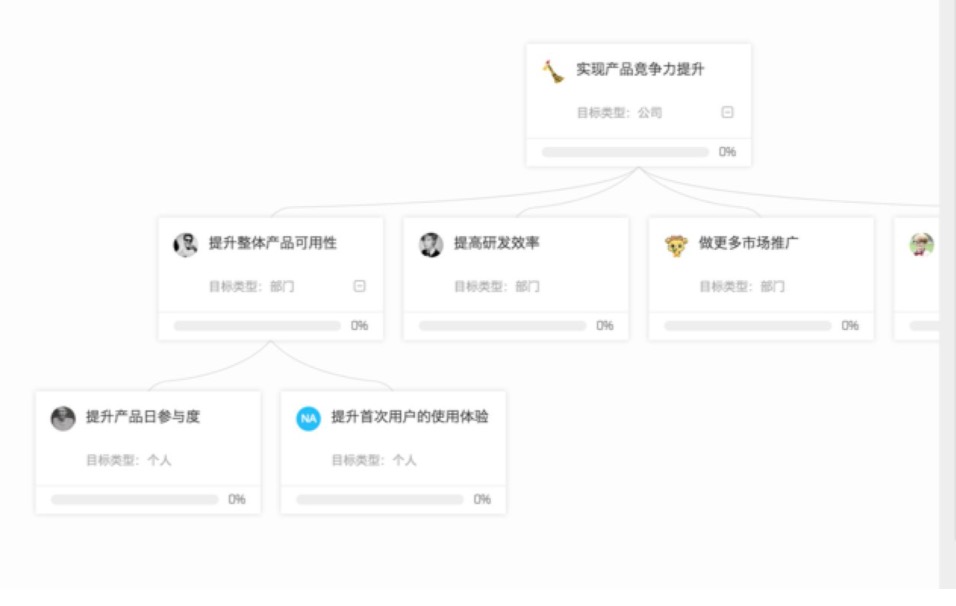 实现产品竞争力提升
目标类型：公司
0%
提升整体产品可用性
目标类型：部门
0%
提高研发效率
目标类型：部门
0%
做更多市场推广
目标类型：部门
0%
提升产品日参与度
目标类型：个人
0%
NA
提升首次用户的使用体验
目标类型：个人
0%